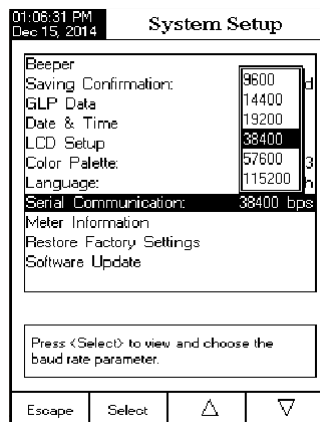 01:06:31 PM
Dec 15, 2014
System Setup
Beeper
Saving Confirmation: d
GLP Data
Date & Time
LCD Setup
Color Palette: 3
Language: h
Serial Communication: 38400 bps
Meter Information
Restore Factory Settings
Software Update
9600
14400
19200
38400
57600
115200
Press <Select> to view and choose the
baud rate parameter.
Escape Select △ ▽